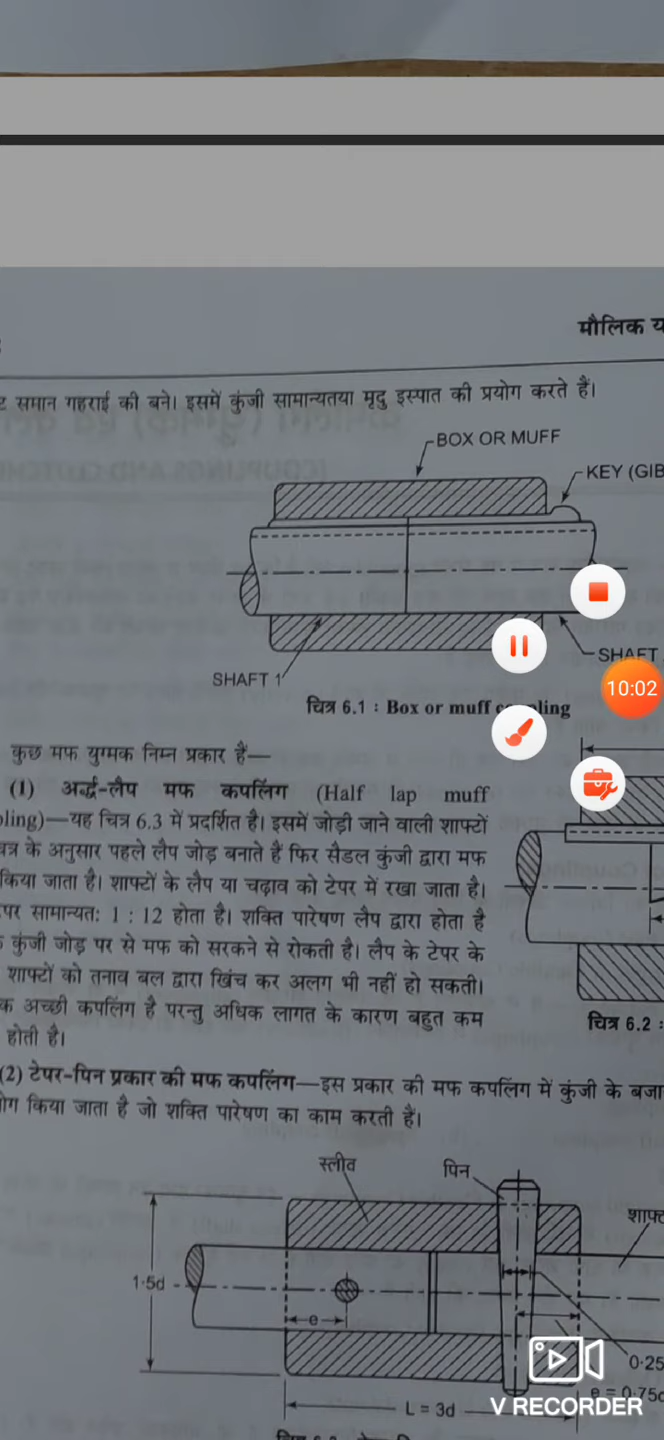 मौलिक
समान गहराई की बने। इसमें कुंजी सामान्यतया मृदु इस्पात की प्रयोग करते हैं।
BOX OR MUFF
KEY (GIB
SHAFT 1
SHAFT
10:02
चित्र 6.1 : Box or muff coupling
कुछ मफ युग्मक निम्न प्रकार हैं—
(1) अर्द्ध-लैप मफ कपलिंग (Half lap muff
pling)—यह चित्र 6.3 में प्रदर्शित है। इसमें जोड़ी जाने वाली शाफ्टों
के अनुसार पहले लैप जोड़ बनाते हैं फिर सैडल कुंजी द्वारा मफ
किया जाता है। शाफ्टों के लैप या चढ़ाव को टेपर में रखा जाता है।
सामान्यत: 1 : 12 होता है। शक्ति पारेषण लैप द्वारा होता है
कुंजी जोड़ पर से मफ को सरकने से रोकती है। लैप के टेपर के
शाफ्टों को तनाव बल द्वारा खिंच कर अलग भी नहीं हो सकती।
क अच्छी कपलिंग है परन्तु अधिक लागत के कारण बहुत कम
होती है।
चित्र 6.2 :
(2) टेपर-पिन प्रकार की मफ कपलिंग—इस प्रकार की मफ कपलिंग में कुंजी के बजा
योग किया जाता है जो शक्ति पारेषण का काम करती हैं।
स्लीव
पिन
शाफ्ट
1·5d
e
0·25
e = 0·75d
L = 3d
V RECORDER